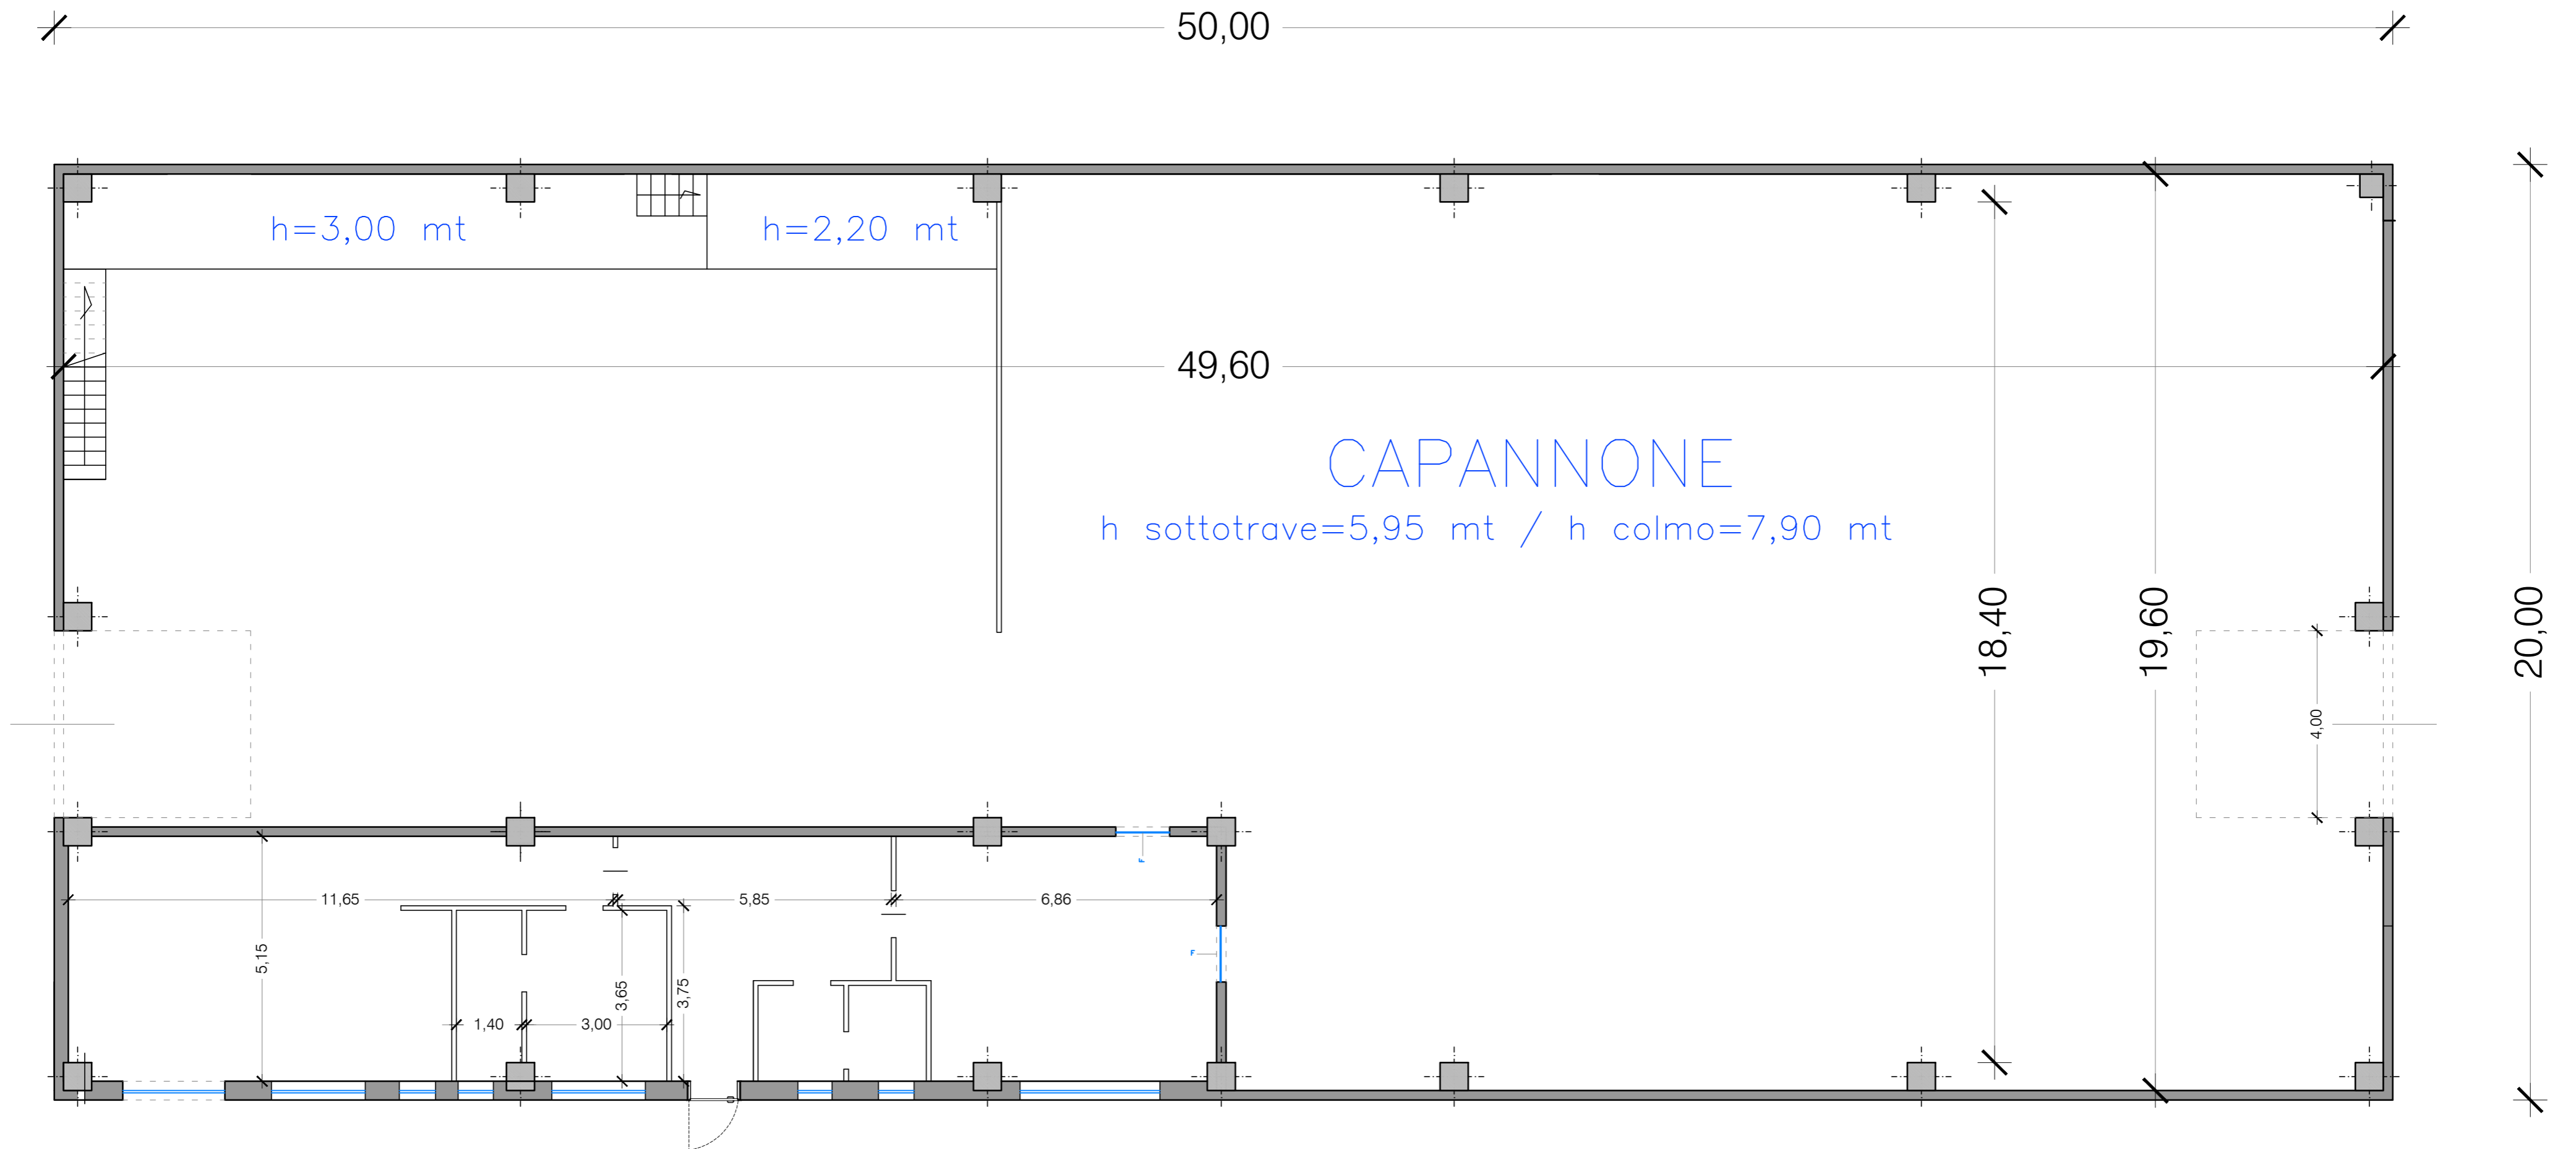 50,00
h=3,00 mt
h=2,20 mt
49,60
CAPANNONE
h sottotrave=5,95 mt / h colmo=7,90 mt
18,40
19,60
20,00
4,00
F
11,65
5,85
6,86
5,15
F
3,65
3,75
1,40
3,00